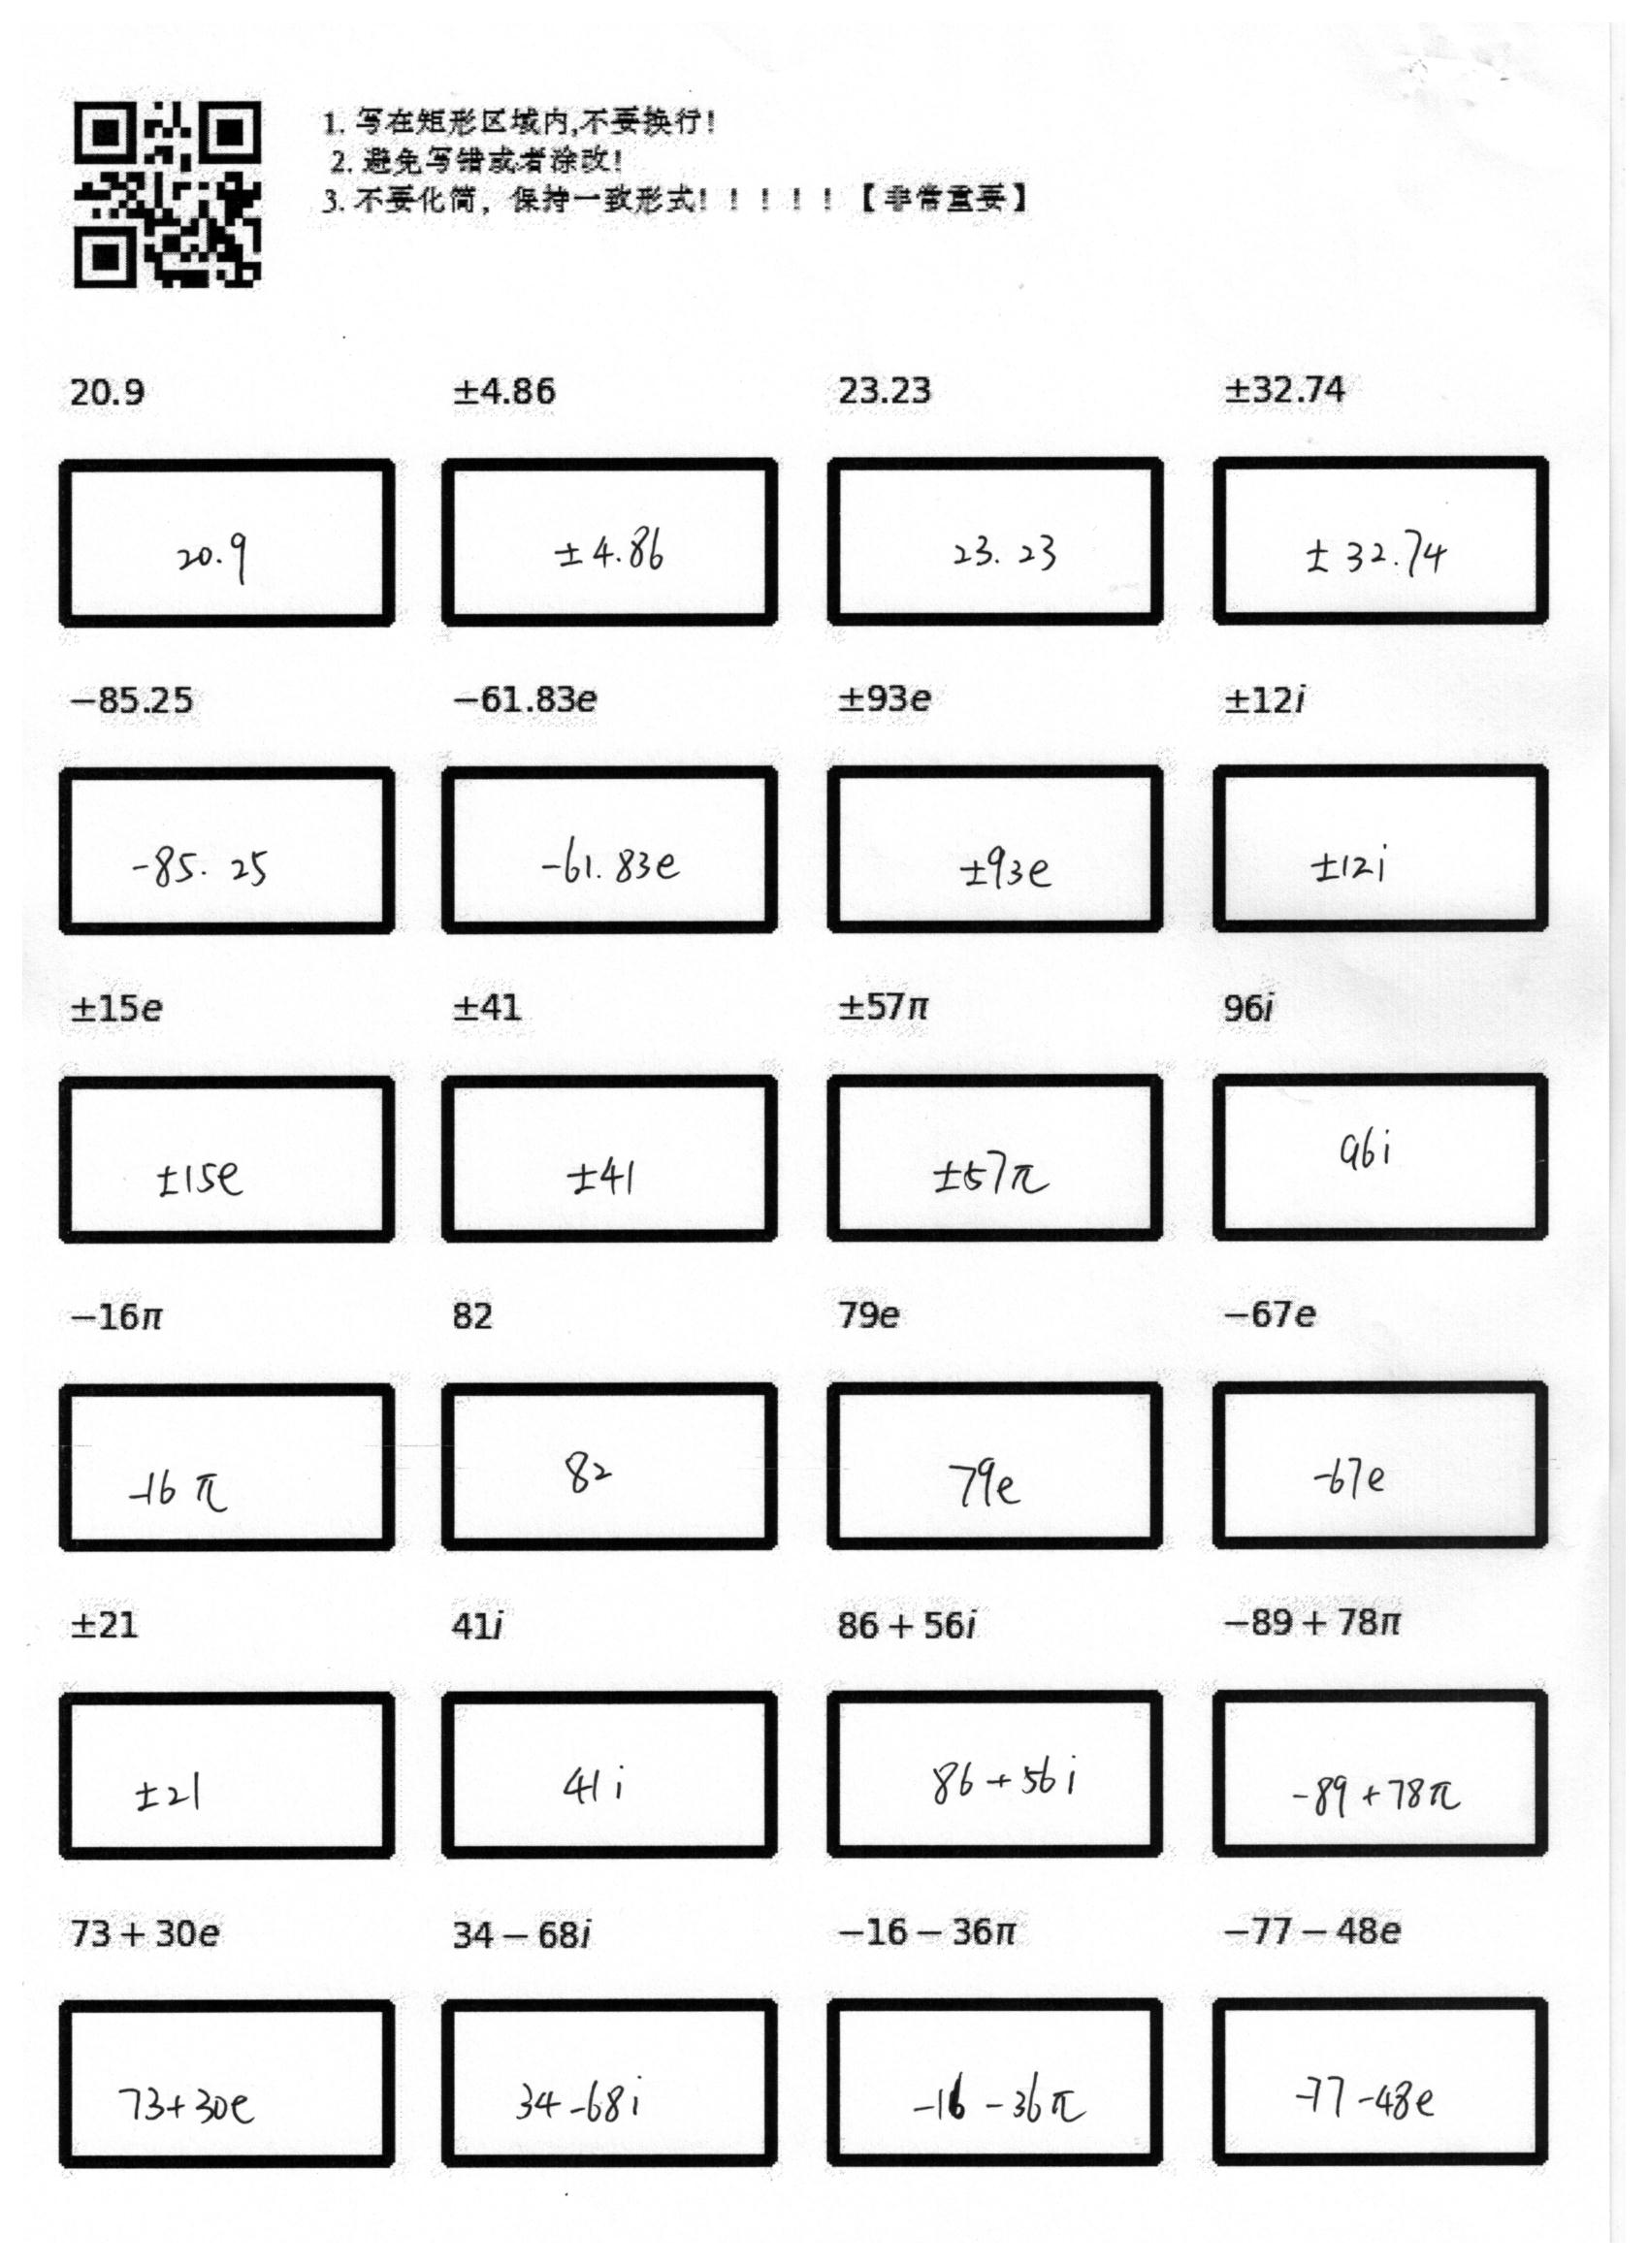 1. 写在矩形区域内,不要换行!
2. 避免写错或者涂改!
3. 不要化简，保持一致形式！！！！！【非常重要】
20.9 ±4.86 23.23 ±32.74
20.9 ±4.86 23.23 ±32.74
−85.25 −61.83e ±93e ±12i
-85.25 -61.83e ±93e ±12i
±15e ±41 ±57π 96i
±15e ±41 ±57π 96i
−16π 82 79e −67e
-16π 82 79e -67e
±21 41i 86 + 56i −89 + 78π
±21 41i 86+56i -89+78π
73 + 30e 34 − 68i −16 − 36π −77 − 48e
73+30e 34-68i -16-36π -77-48e